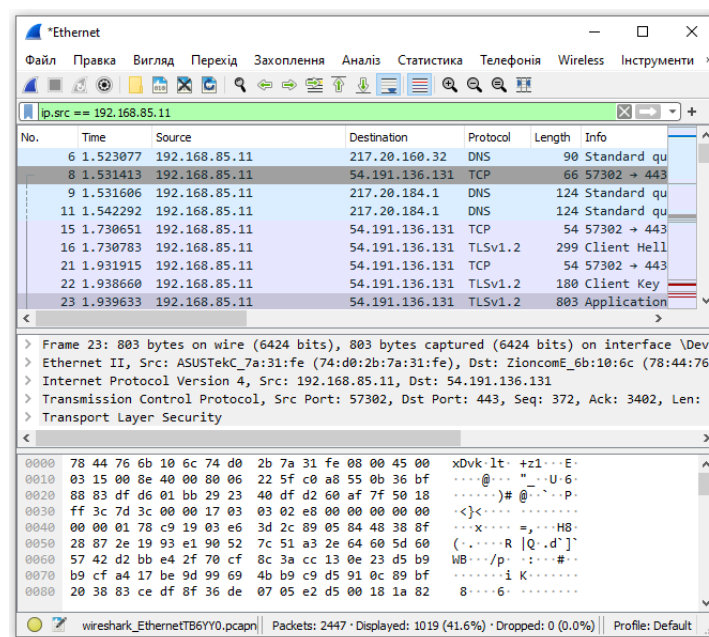 *Ethernet
Файл Правка Вигляд Перехід Захоплення Аналіз Статистика Телефонія Wireless Інструменти
ip.src == 192.168.85.11
No. Time Source Destination Protocol Length Info
6 1.523077 192.168.85.11 217.20.160.32 DNS 90 Standard qu
8 1.531413 192.168.85.11 54.191.136.131 TCP 66 57302 → 443
9 1.531606 192.168.85.11 217.20.184.1 DNS 124 Standard qu
11 1.542292 192.168.85.11 217.20.184.1 DNS 124 Standard qu
15 1.730651 192.168.85.11 54.191.136.131 TCP 54 57302 → 443
16 1.730783 192.168.85.11 54.191.136.131 TLSv1.2 299 Client Hell
21 1.931915 192.168.85.11 54.191.136.131 TCP 54 57302 → 443
22 1.938660 192.168.85.11 54.191.136.131 TLSv1.2 180 Client Key
23 1.939633 192.168.85.11 54.191.136.131 TLSv1.2 803 Application
> Frame 23: 803 bytes on wire (6424 bits), 803 bytes captured (6424 bits) on interface \Dev
> Ethernet II, Src: ASUSTekC_7a:31:fe (74:d0:2b:7a:31:fe), Dst: ZioncomE_6b:10:6c (78:44:76
> Internet Protocol Version 4, Src: 192.168.85.11, Dst: 54.191.136.131
> Transmission Control Protocol, Src Port: 57302, Dst Port: 443, Seq: 372, Ack: 3402, Len:
> Transport Layer Security
0000 78 44 76 6b 10 6c 74 d0 2b 7a 31 fe 08 00 45 00 xDvk·lt· +z1···E·
0010 03 15 00 8e 40 00 80 06 22 5f c0 a8 55 0b 36 bf ····@··· "_··U·6·
0020 88 83 df d6 01 bb 29 23 40 df d2 60 af 7f 50 18 ······)# @··`··P·
0030 ff 3c 7d 3c 00 00 17 03 03 02 e8 00 00 00 00 00 ·<}<···· ········
0040 00 00 01 78 c9 19 03 e6 3d 2c 89 05 84 48 38 8f ···x···· =,···H8·
0050 28 87 2e 19 93 e1 90 52 7c 51 a3 2e 64 60 5d 60 (·.····R |Q·.d`]`
0060 57 42 d2 bb e4 2f 70 cf 8c 3a cc 13 0e 23 d5 b9 WB···/p· ·:···#··
0070 b9 cf a4 17 be 9d 99 69 4b b9 c9 d5 91 0c 89 bf ·······i K·······
0080 20 38 83 ce df 8f 36 de 07 05 e2 d5 00 18 1a 82 8····6· ········
wireshark_EthernetTB6YY0.pcapn Packets: 2447 · Displayed: 1019 (41.6%) · Dropped: 0 (0.0%) Profile: Default